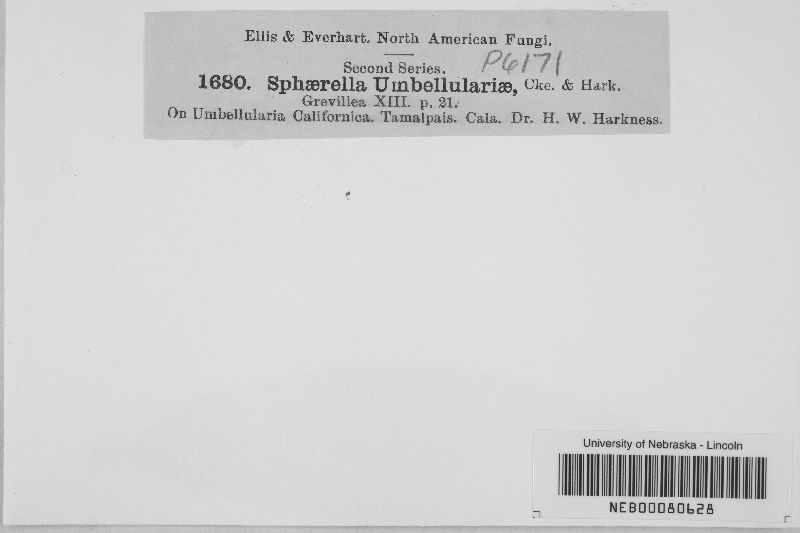 Ellis & Everhart. North American Fungi.
Second Series. P6171
1680. Sphærella Umbellulariæ, Cke. & Hark.
Grevillea XIII. p. 21.
On Umbellularia Californica. Tamalpais. Cala. Dr. H. W. Harkness.
University of Nebraska - Lincoln
NEB00080628